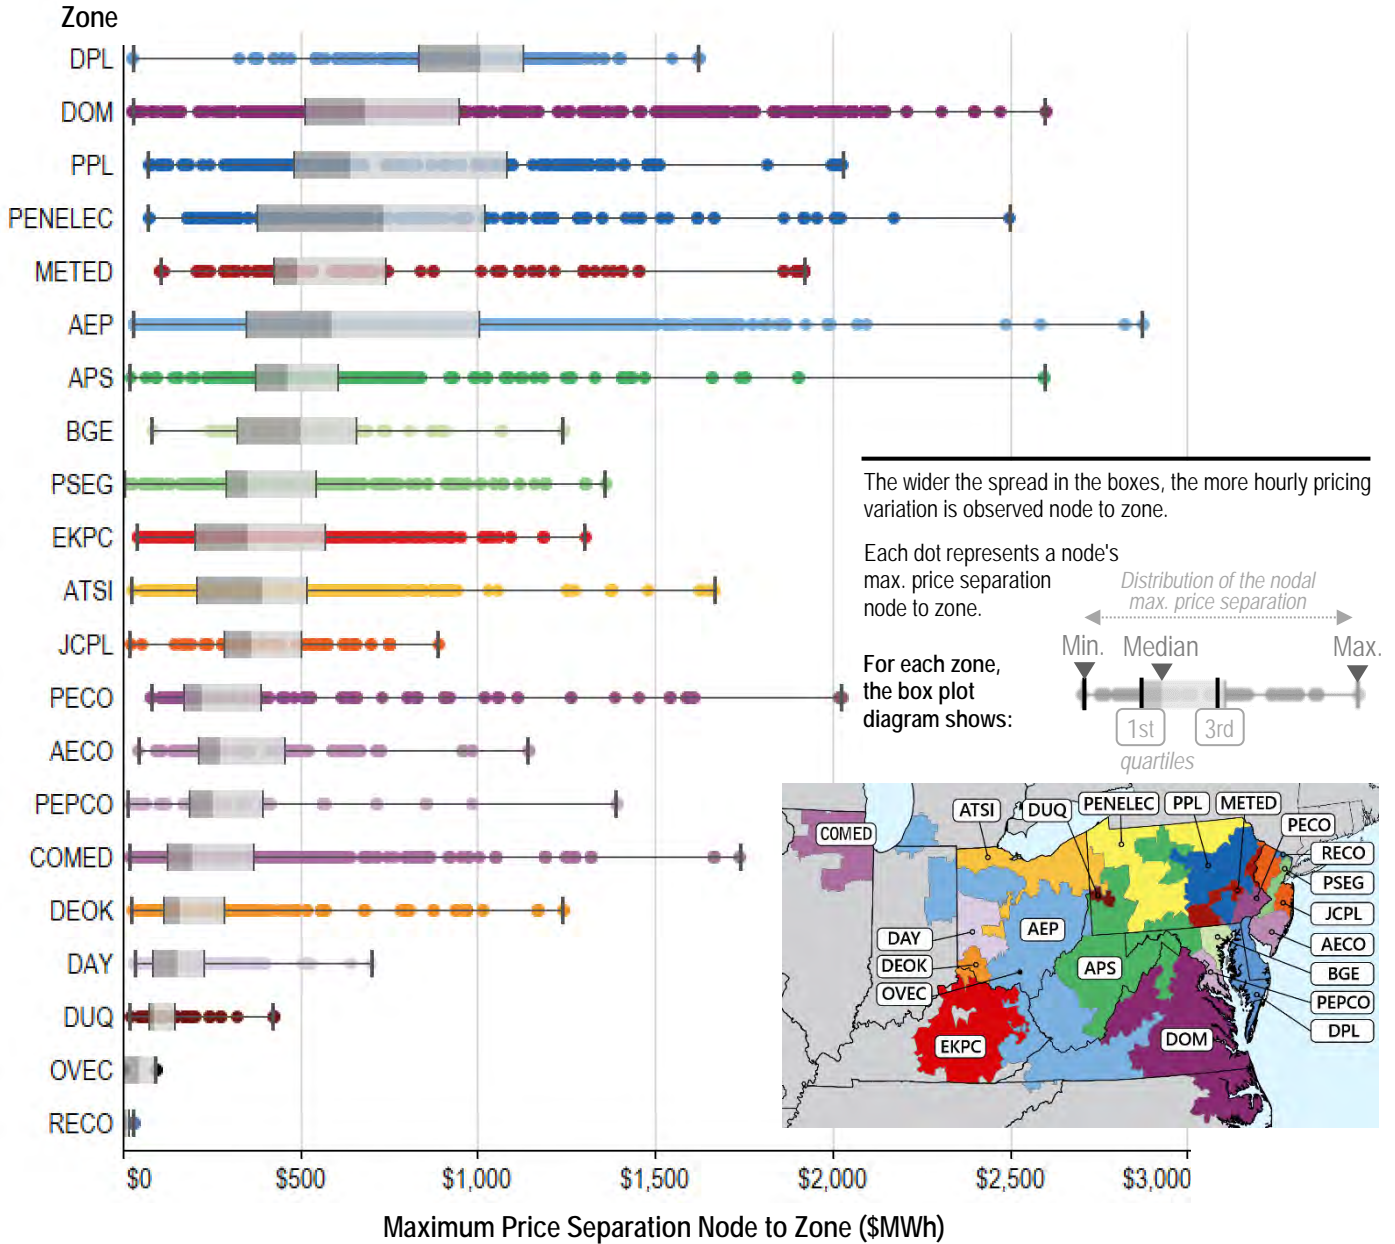 Zone
DPL
DOM
PPL
PENELEC
METED
AEP
APS
BGE
PSEG
EKPC
ATSI
JCPL
PECO
AECO
PEPCO
COMED
DEOK
DAY
DUQ
OVEC
RECO
$0 $500 $1,000 $1,500 $2,000 $2,500 $3,000
Maximum Price Separation Node to Zone ($MWh)
The wider the spread in the boxes, the more hourly pricing
variation is observed node to zone.
Each dot represents a node's
max. price separation
node to zone.
For each zone,
the box plot
diagram shows:
Distribution of the nodal
max. price separation
Min. Median Max.
1st 3rd
quartiles
COMED
ATSI
DUQ
PENELEC
PPL
METED
PECO
RECO
PSEG
JCPL
AECO
BGE
PEPCO
DPL
DAY
DEOK
OVEC
AEP
APS
EKPC
DOM